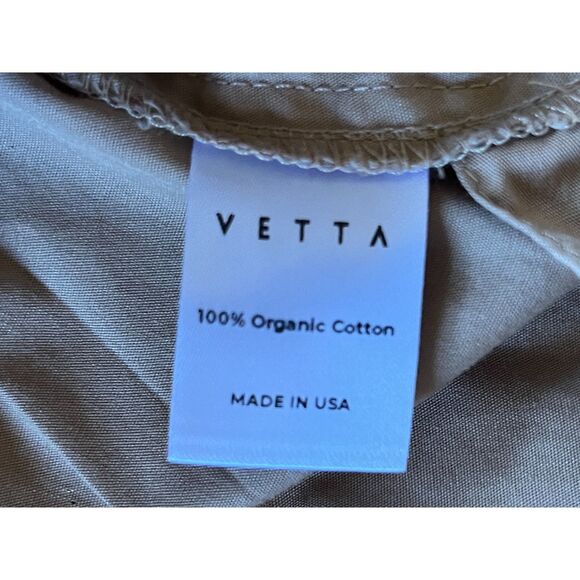 VETTA
100% Organic Cotton
MADE IN USA